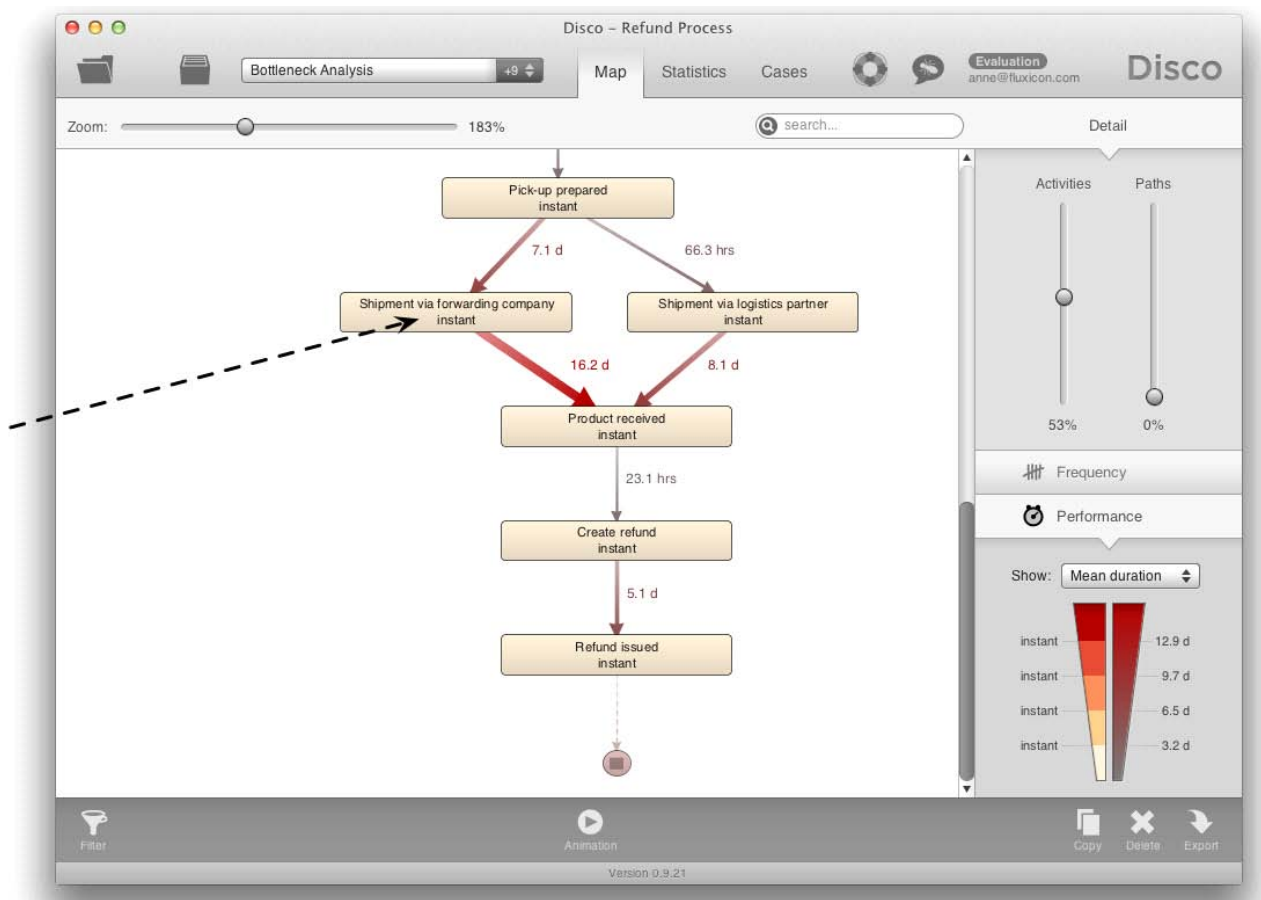 Disco – Refund Process
Bottleneck Analysis
+9
Map
Statistics
Cases
Evaluation
anne@fluxicon.com
Disco
Zoom:
183%
search...
Detail
Pick-up prepared
instant
7.1 d
66.3 hrs
Shipment via forwarding company
instant
Shipment via logistics partner
instant
16.2 d
8.1 d
Product received
instant
23.1 hrs
Create refund
instant
5.1 d
Refund issued
instant
Activities
Paths
53%
0%
Frequency
Performance
Show:
Mean duration
instant
12.9 d
instant
9.7 d
instant
6.5 d
instant
3.2 d
Filter
Animation
Copy
Delete
Export
Version 0.9.21